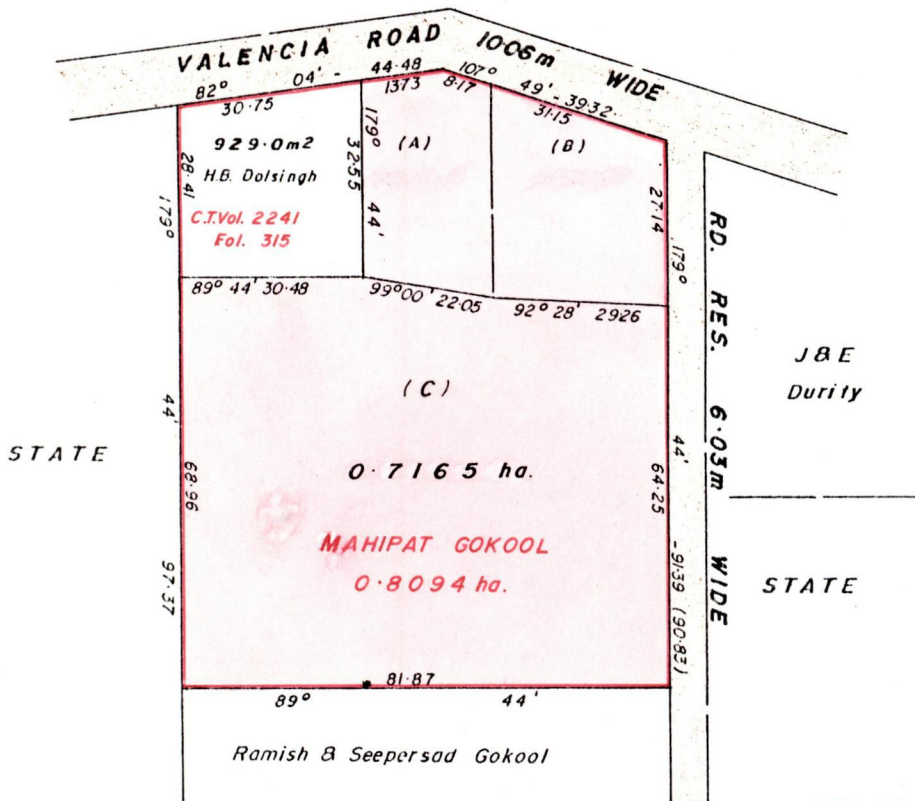 VALENCIA ROAD 10·06m WIDE
82° 04' - 44·48
107° 49' - 39·32
30·75
1373
8·17
31·15
929·0m2
H.B. Dolsingh
C.T.Vol. 2241
Fol. 315
28·41
179°
179° 44'
32·55
(A)
(B)
27·14
179°
89° 44' 30·48
99°00' 22·05
92° 28' 2926
RD. RES. 6·03m WIDE
J & E
Durity
(C)
STATE
44'
68·96
97·37
0·7165 ha.
MAHIPAT GOKOOL
0·8094 ha.
44'
64·25
-91·39 (90·83)
STATE
81·87
89° 44'
Ramish & Seepersad Gokool